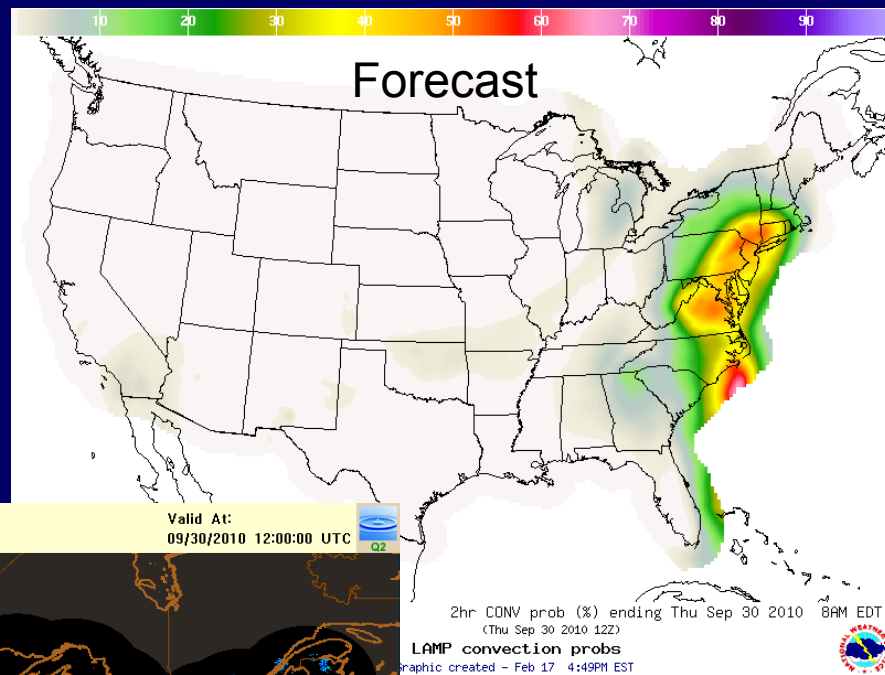 10 20 30 40 50 60 70 80 90
Forecast
Valid At:
09/30/2010 12:00:00 UTC
Q2
2hr CONV prob (%) ending Thu Sep 30 2010 8AM EDT
(Thu Sep 30 2010 12Z)
LAMP convection probs
raphic created - Feb 17 4:49PM EST